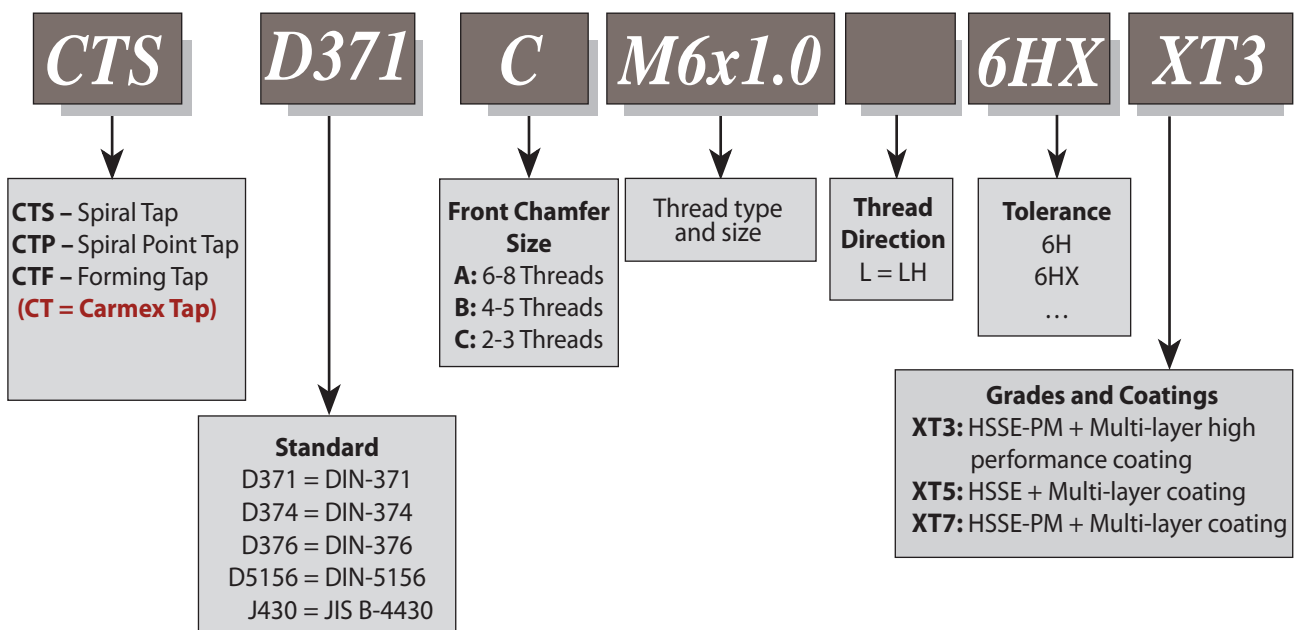 CTS D371 C M6x1.0 6HX XT3
CTS – Spiral Tap
CTP – Spiral Point Tap
CTF – Forming Tap
(CT = Carmex Tap)
Standard
D371 = DIN-371
D374 = DIN-374
D376 = DIN-376
D5156 = DIN-5156
J430 = JIS B-4430
Front Chamfer
Size
A: 6-8 Threads
B: 4-5 Threads
C: 2-3 Threads
Thread type
and size
Thread
Direction
L = LH
Tolerance
6H
6HX
...
Grades and Coatings
XT3: HSSE-PM + Multi-layer high
performance coating
XT5: HSSE + Multi-layer coating
XT7: HSSE-PM + Multi-layer coating